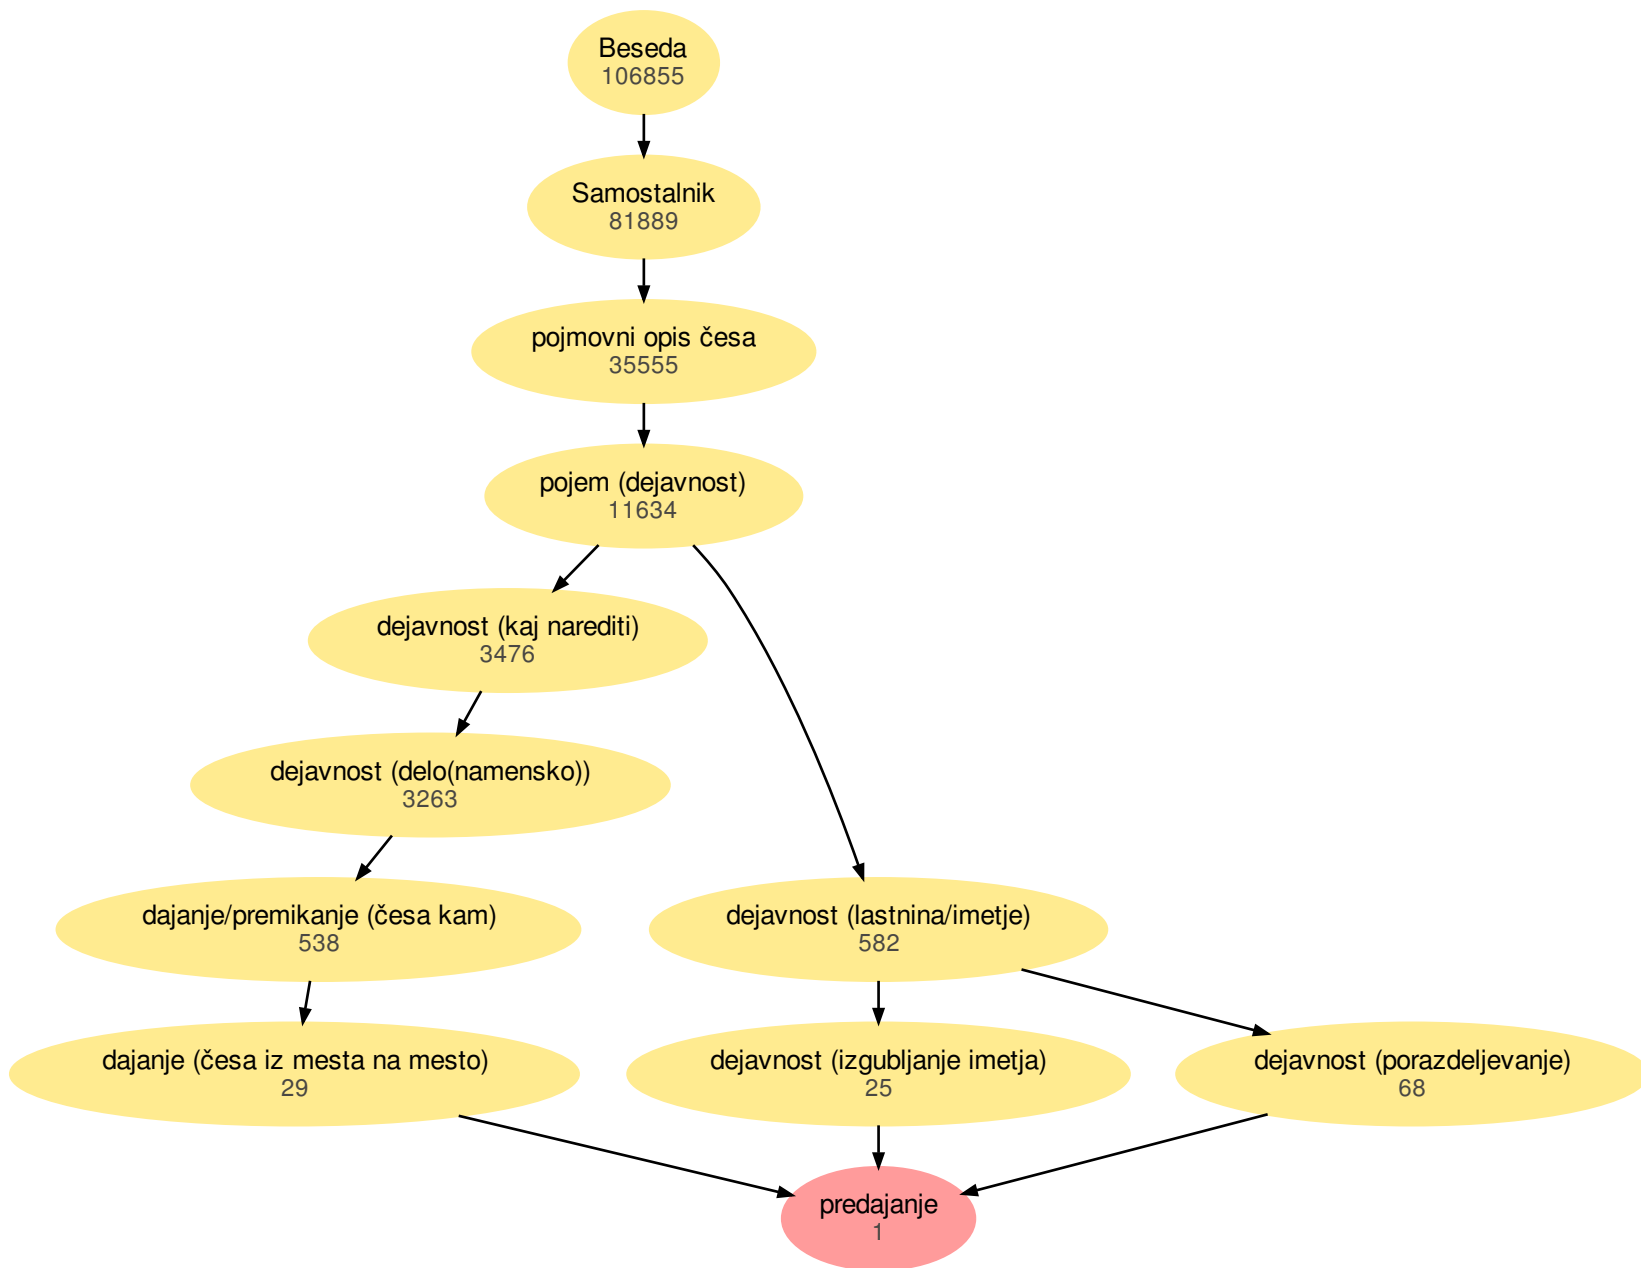 Beseda
106855
Samostalnik
81889
pojmovni opis česa
35555
pojem (dejavnost)
11634
dejavnost (kaj narediti)
3476
dejavnost (delo(namensko))
3263
dajanje/premikanje (česa kam)
538
dejavnost (lastnina/imetje)
582
dajanje (česa iz mesta na mesto)
29
dejavnost (izgubljanje imetja)
25
dejavnost (porazdeljevanje)
68
predajanje
1